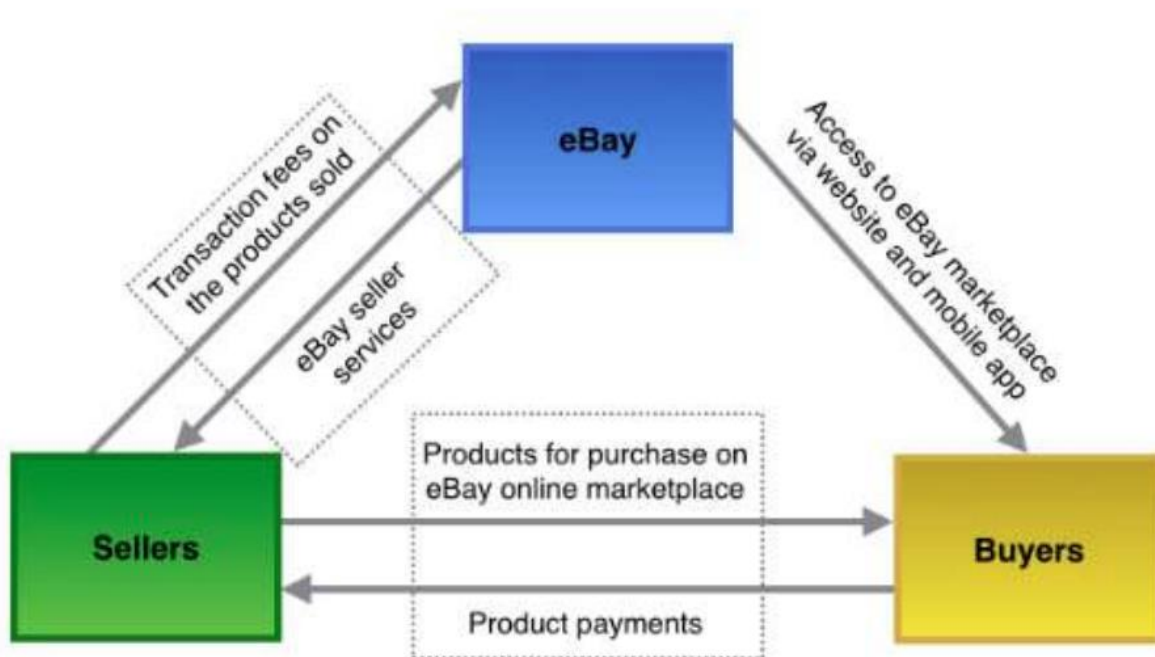 eBay
Transaction fees on
the products sold
eBay seller
services
Access to eBay marketplace
via website and mobile app
Products for purchase on
eBay online marketplace
Sellers
Buyers
Product payments